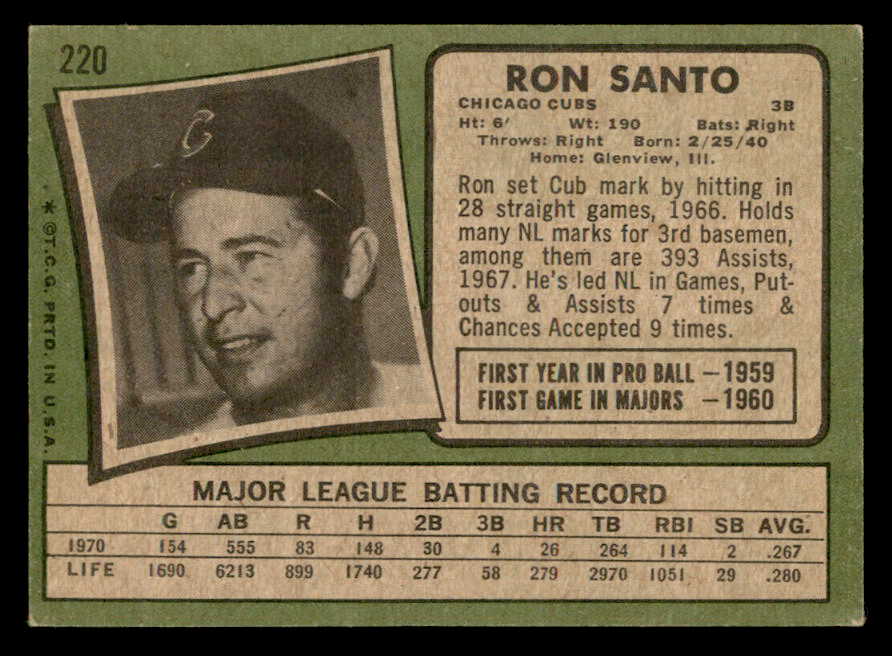 220
C
*©T.C.G. PRTD. IN U.S.A.
RON SANTO
CHICAGO CUBS 3B
Ht: 6' Wt: 190 Bats: Right
Throws: Right Born: 2/25/40
Home: Glenview, Ill.
Ron set Cub mark by hitting in
28 straight games, 1966. Holds
many NL marks for 3rd basemen,
among them are 393 Assists,
1967. He's led NL in Games, Put-
outs & Assists 7 times &
Chances Accepted 9 times.
FIRST YEAR IN PRO BALL —1959
FIRST GAME IN MAJORS —1960
MAJOR LEAGUE BATTING RECORD
G AB R H 2B 3B HR TB RBI SB AVG.
1970 154 555 83 148 30 4 26 264 114 2 .267
LIFE 1690 6213 899 1740 277 58 279 2970 1051 29 .280